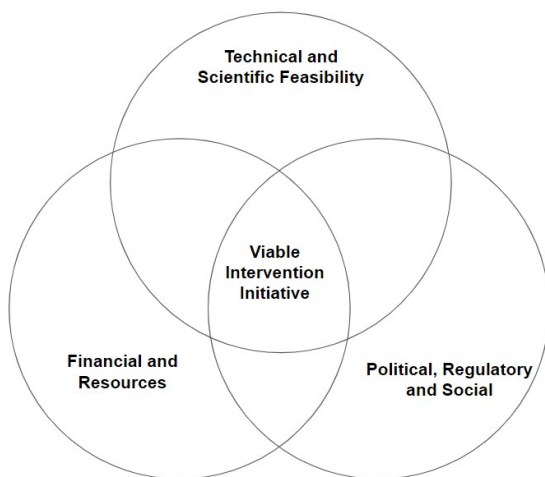 Technical and
Scientific Feasibility
Viable
Intervention
Initiative
Financial and
Resources
Political, Regulatory
and Social